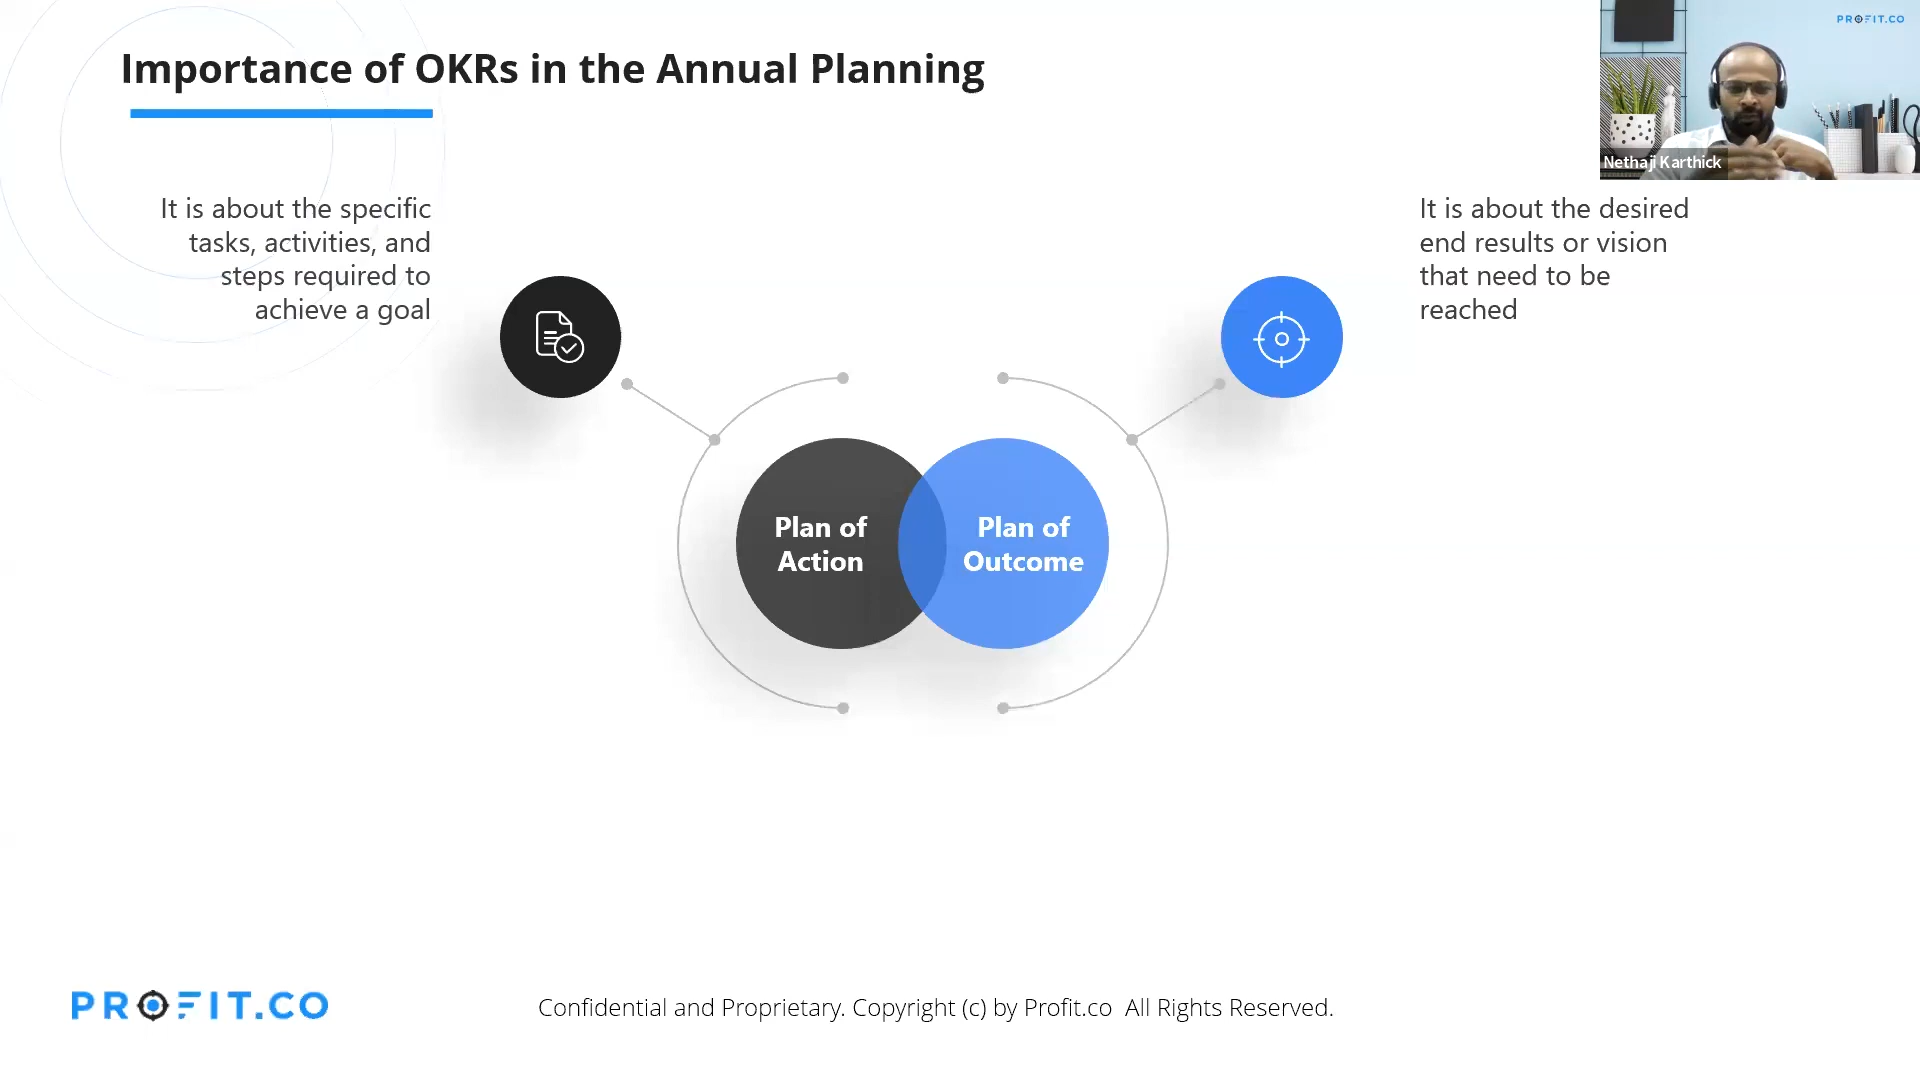 Importance of OKRs in the Annual Planning
PROFIT.CO
Nethaji Karthick
It is about the specific
tasks, activities, and
steps required to
achieve a goal
It is about the desired
end results or vision
that need to be
reached
Plan of
Action
Plan of
Outcome
PROFIT.CO
Confidential and Proprietary. Copyright (c) by Profit.co All Rights Reserved.